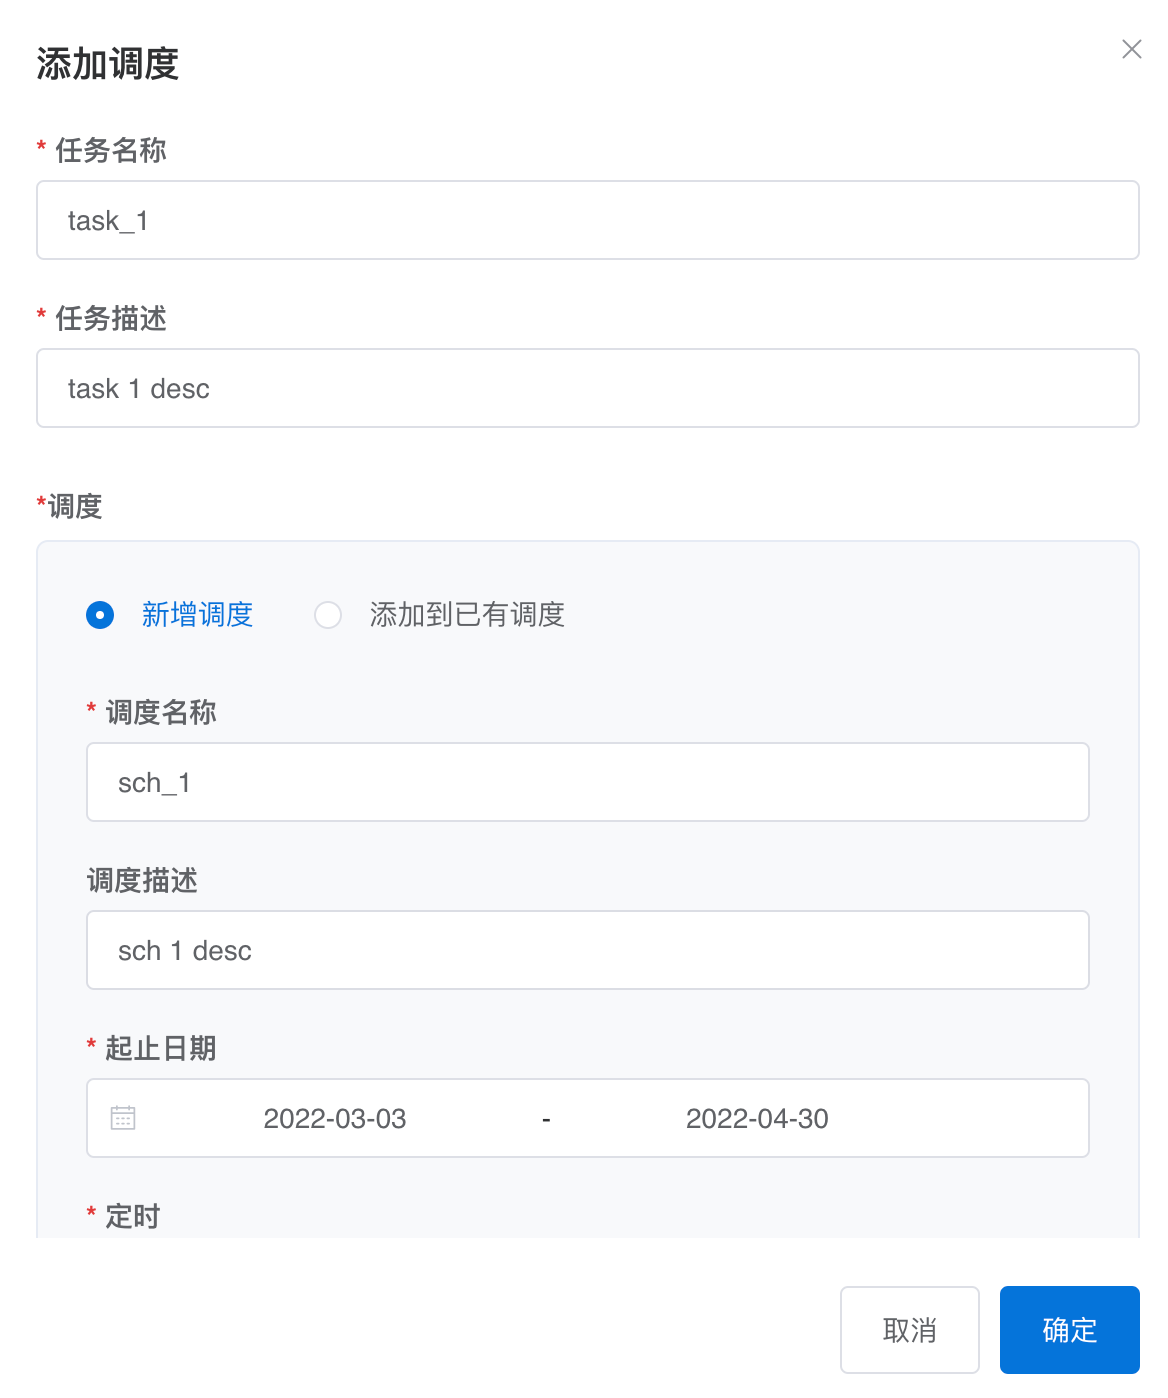 添加调度
* 任务名称
task_1
* 任务描述
task 1 desc
*调度
新增调度 添加到已有调度
* 调度名称
sch_1
调度描述
sch 1 desc
* 起止日期
2022-03-03 - 2022-04-30
* 定时
取消 确定